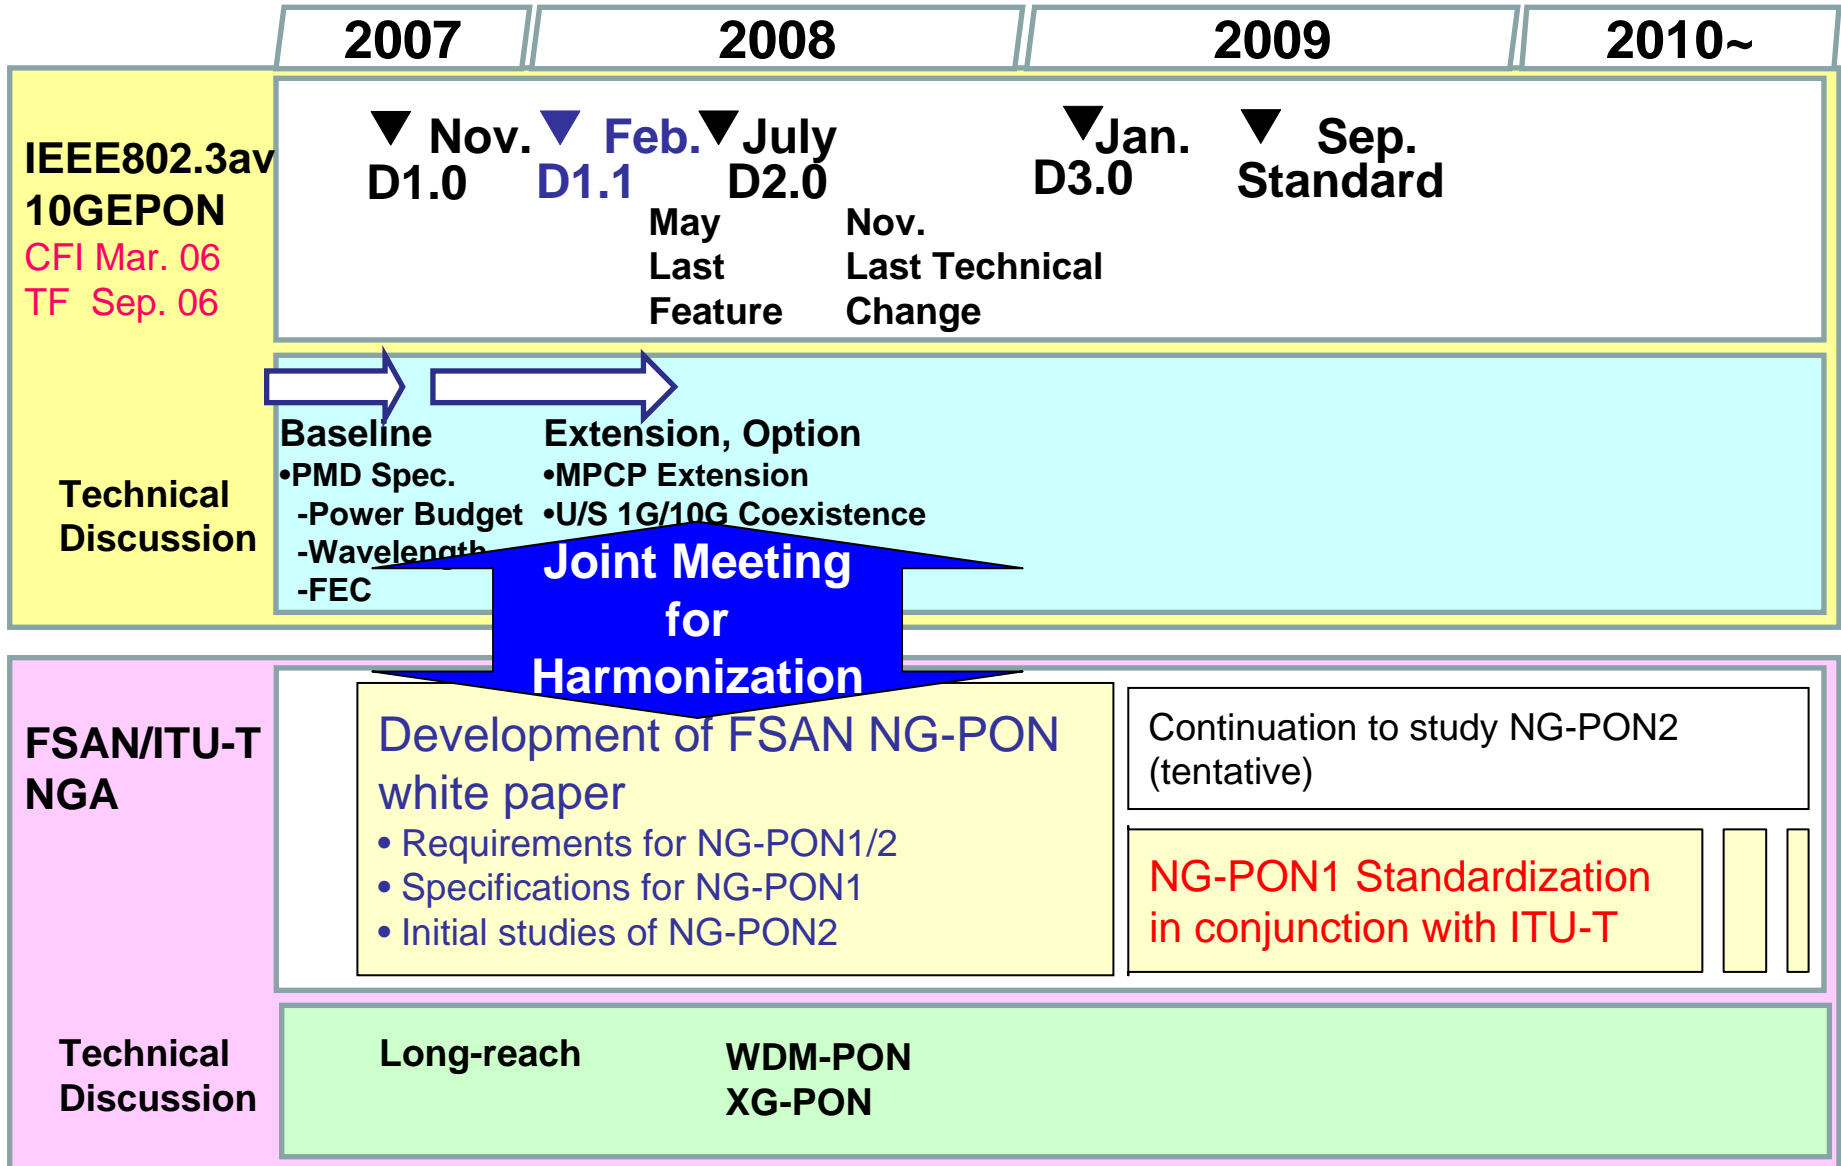 2007 2008 2009 2010~
IEEE802.3av
10GEPON
CFI Mar. 06
TF Sep. 06
▼ Nov. ▼ Feb. ▼ July ▼ Jan. ▼ Sep.
D1.0 D1.1 D2.0 D3.0 Standard
May Nov.
Last Last Technical
Feature Change
Technical
Discussion
Baseline
•PMD Spec.
-Power Budget
-Wavelength
-FEC
Extension, Option
•MPCP Extension
•U/S 1G/10G Coexistence
Joint Meeting
for
Harmonization
FSAN/ITU-T
NGA
Development of FSAN NG-PON
white paper
• Requirements for NG-PON1/2
• Specifications for NG-PON1
• Initial studies of NG-PON2
Continuation to study NG-PON2
(tentative)
NG-PON1 Standardization
in conjunction with ITU-T
Technical
Discussion
Long-reach
WDM-PON
XG-PON